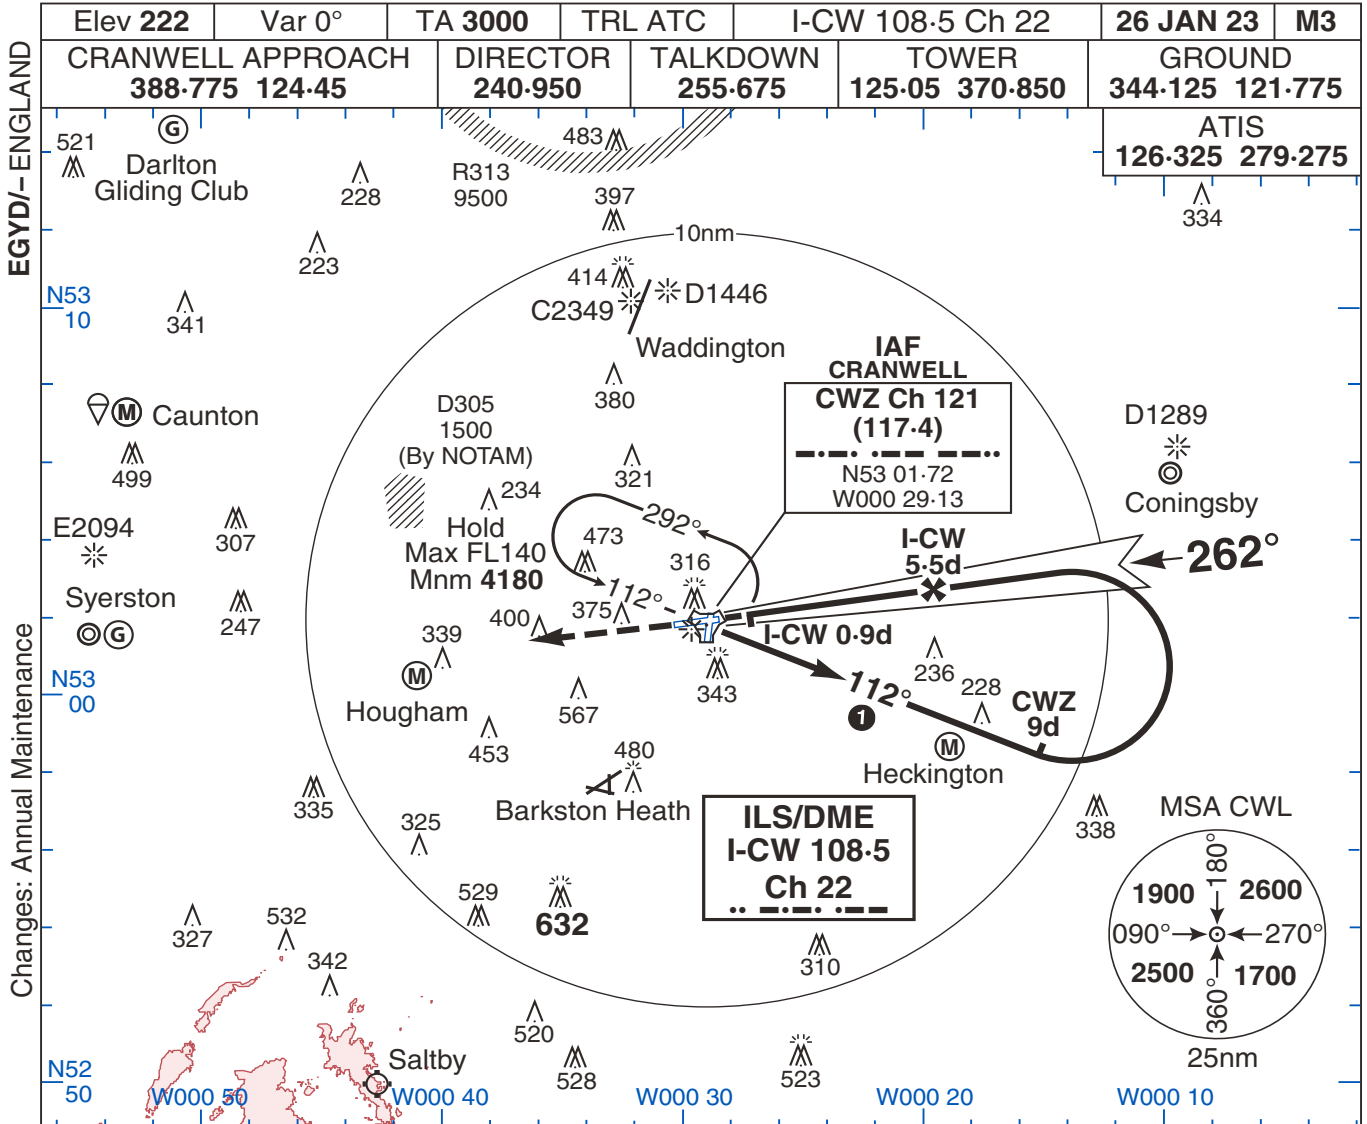 Elev 222
Var 0°
TA 3000
TRL ATC
I-CW 108·5 Ch 22
26 JAN 23
M3
CRANWELL APPROACH
388·775 124·45
DIRECTOR
240·950
TALKDOWN
255·675
TOWER
125·05 370·850
GROUND
344·125 121·775
ATIS
126·325 279·275
EGYD/– ENGLAND
Changes: Annual Maintenance
521
G
Darlton
Gliding Club
228
R313
9500
483
397
334
223
10nm
414
C2349
D1446
Waddington
N53
10
341
IAF
CRANWELL
CWZ Ch 121
(117·4)
N53 01·72
W000 29·13
380
D305
1500
(By NOTAM)
M
Caunton
499
321
D1289
Coningsby
234
Hold
Max FL140
Mnm 4180
292°
473
316
112°
375
400
I-CW
5·5d
262°
E2094
307
Syerston
G
247
I-CW 0·9d
339
M
Hougham
N53
00
567
343
236
228
112°
1
CWZ
9d
M
Heckington
453
480
Barkston Heath
335
325
ILS/DME
I-CW 108·5
Ch 22
338
MSA CWL
180°
1900
2600
090°
270°
2500
1700
360°
25nm
529
632
310
327
532
342
520
528
523
Saltby
N52
50
W000 50
W000 40
W000 30
W000 20
W000 10